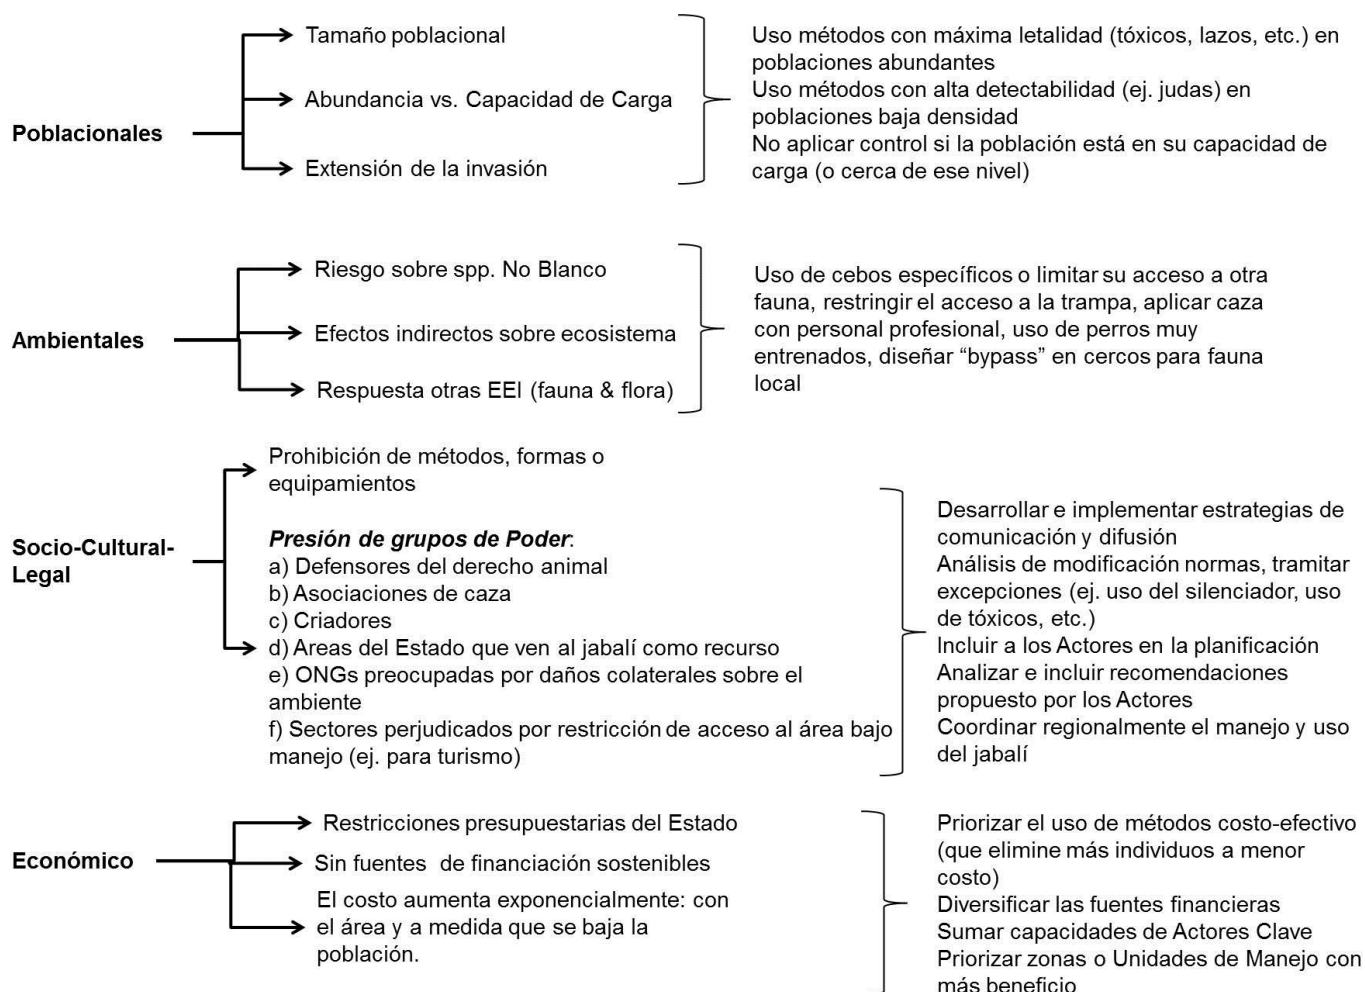 Poblacionales
Tamaño poblacional
Abundancia vs. Capacidad de Carga
Extensión de la invasión
Uso métodos con máxima letalidad (tóxicos, lazos, etc.) en
poblaciones abundantes
Uso métodos con alta detectabilidad (ej. judas) en
poblaciones baja densidad
No aplicar control si la población está en su capacidad de
carga (o cerca de ese nivel)
Ambientales
Riesgo sobre spp. No Blanco
Efectos indirectos sobre ecosistema
Respuesta otras EEI (fauna & flora)
Uso de cebos específicos o limitar su acceso a otra
fauna, restringir el acceso a la trampa, aplicar caza
con personal profesional, uso de perros muy
entrenados, diseñar “bypass” en cercos para fauna
local
Socio-Cultural-
Legal
Prohibición de métodos, formas o
equipamientos
Presión de grupos de Poder:
a) Defensores del derecho animal
b) Asociaciones de caza
c) Criadores
d) Areas del Estado que ven al jabalí como recurso
e) ONGs preocupadas por daños colaterales sobre el
ambiente
f) Sectores perjudicados por restricción de acceso al área bajo
manejo (ej. para turismo)
Desarrollar e implementar estrategias de
comunicación y difusión
Análisis de modificación normas, tramitar
excepciones (ej. uso del silenciador, uso
de tóxicos, etc.)
Incluir a los Actores en la planificación
Analizar e incluir recomendaciones
propuesto por los Actores
Coordinar regionalmente el manejo y uso
del jabalí
Económico
Restricciones presupuestarias del Estado
Sin fuentes de financiación sostenibles
El costo aumenta exponencialmente: con
el área y a medida que se baja la
población.
Priorizar el uso de métodos costo-efectivo
(que elimine más individuos a menor
costo)
Diversificar las fuentes financieras
Sumar capacidades de Actores Clave
Priorizar zonas o Unidades de Manejo con
más beneficio